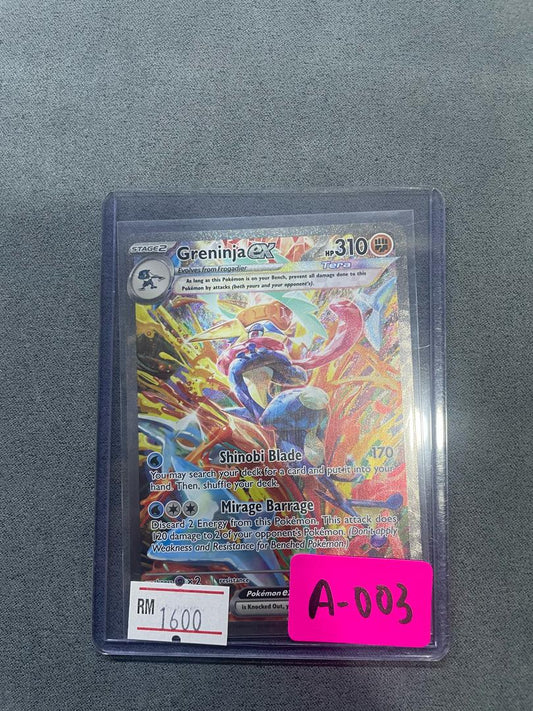 STAGE2
Greninja ex
HP310
Evolves from Frogadier
Tera
As long as this Pokémon is on your Bench, prevent all damage done to this
Pokémon by attacks (both yours and your opponent's).
Shinobi Blade 170
You may search your deck for a card and put it into your
hand. Then, shuffle your deck.
Mirage Barrage
Discard 2 Energy from this Pokémon. This attack does
120 damage to 2 of your opponent's Pokémon. (Don't apply
Weakness and Resistance for Benched Pokémon.)
×2
resistance
Pokémon ex
is Knocked Out,
RM
1600
A-003